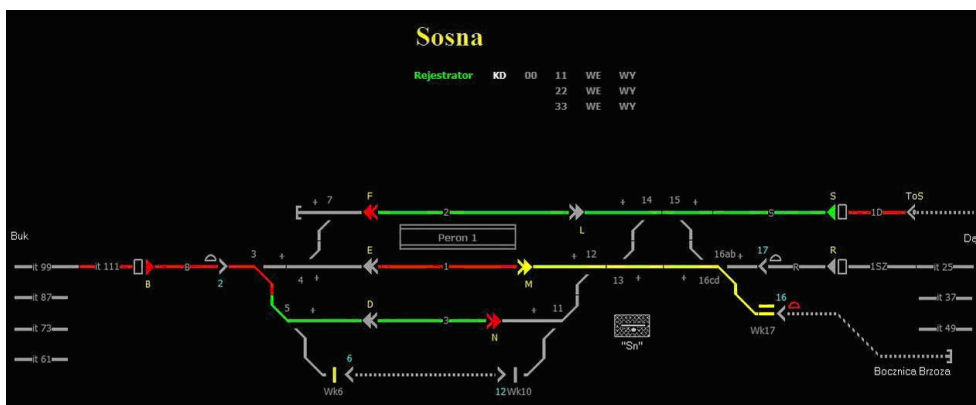 Sosna
Rejestrator KD 00 11 WE WY
22 WE WY
33 WE WY
F S ToS
+ 7 2 14 + 15 + S 1D
L
Buk Peron 1 De
3 + E + 12 16ab + 17 R
it 99 it 111 B 1 R 1SZ it 25
B 2 4 + M 13 + 16cd
it 87 it 37
5 + D 3 + 11 16
N Wk17
it 73 "Sn" it 49
it 61 6 Bocznica Brzoza
Wk6 12 Wk10